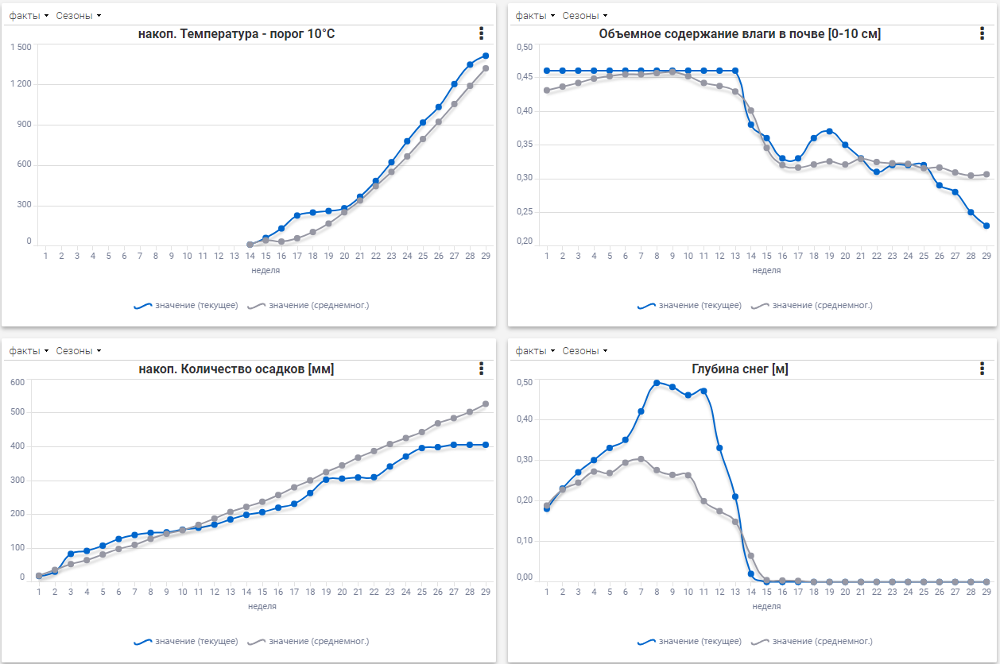 факты Сезоны
накоп. Температура - порог 10°C
1 500
1 200
900
600
300
0
1 2 3 4 5 6 7 8 9 10 11 12 13 14 15 16 17 18 19 20 21 22 23 24 25 26 27 28 29
неделя
значение (текущее) значение (среднемног.)
факты Сезоны
Объемное содержание влаги в почве [0-10 см]
0,50
0,45
0,40
0,35
0,30
0,25
0,20
1 2 3 4 5 6 7 8 9 10 11 12 13 14 15 16 17 18 19 20 21 22 23 24 25 26 27 28 29
неделя
значение (текущее) значение (среднемног.)
факты Сезоны
накоп. Количество осадков [мм]
600
500
400
300
200
100
0
1 2 3 4 5 6 7 8 9 10 11 12 13 14 15 16 17 18 19 20 21 22 23 24 25 26 27 28 29
неделя
значение (текущее) значение (среднемног.)
факты Сезоны
Глубина снег [м]
0,50
0,40
0,30
0,20
0,10
0,00
1 2 3 4 5 6 7 8 9 10 11 12 13 14 15 16 17 18 19 20 21 22 23 24 25 26 27 28 29
неделя
значение (текущее) значение (среднемног.)